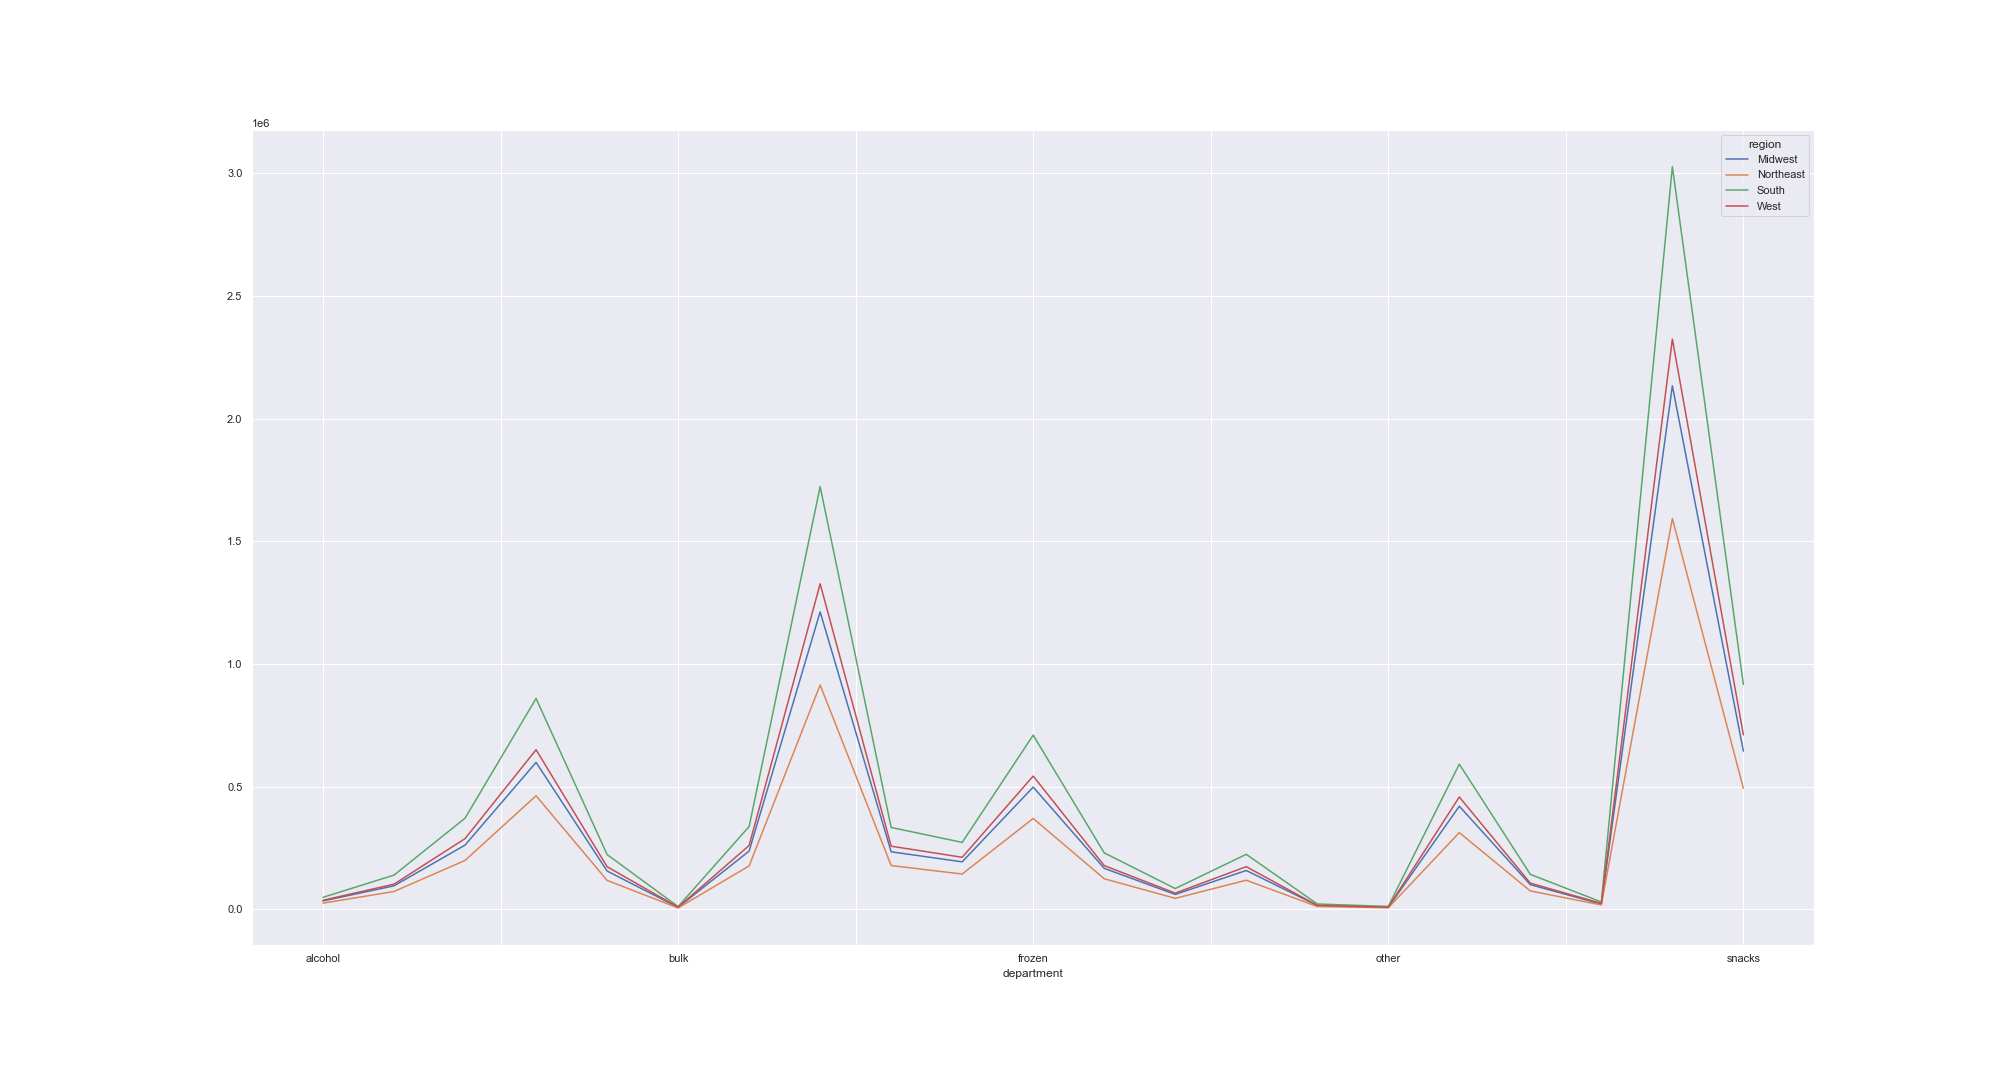 1e6
3.0
2.5
2.0
1.5
1.0
0.5
0.0
region
Midwest
Northeast
South
West
alcohol bulk frozen other snacks
department